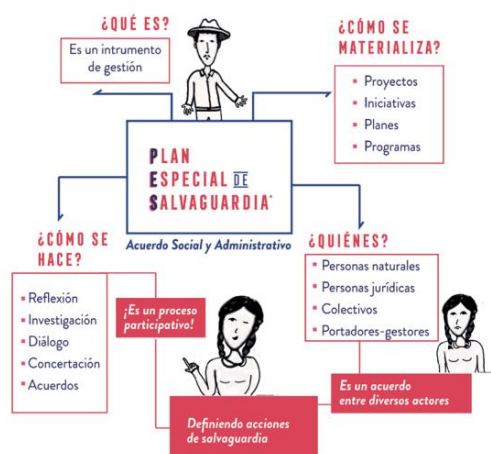 ¿QUÉ ES?
Es un intrumento
de gestión
¿CÓMO SE
MATERIALIZA?
▪ Proyectos
▪ Iniciativas
▪ Planes
▪ Programas
PLAN
ESPECIAL DE
SALVAGUARDIA*
Acuerdo Social y Administrativo
¿CÓMO SE
HACE?
▪ Reflexión
▪ Investigación
▪ Diálogo
▪ Concertación
▪ Acuerdos
¡Es un proceso
participativo!
¿QUIÉNES?
▪ Personas naturales
▪ Personas jurídicas
▪ Colectivos
▪ Portadores-gestores
Es un acuerdo
entre diversos actores
Definiendo acciones
de salvaguardia